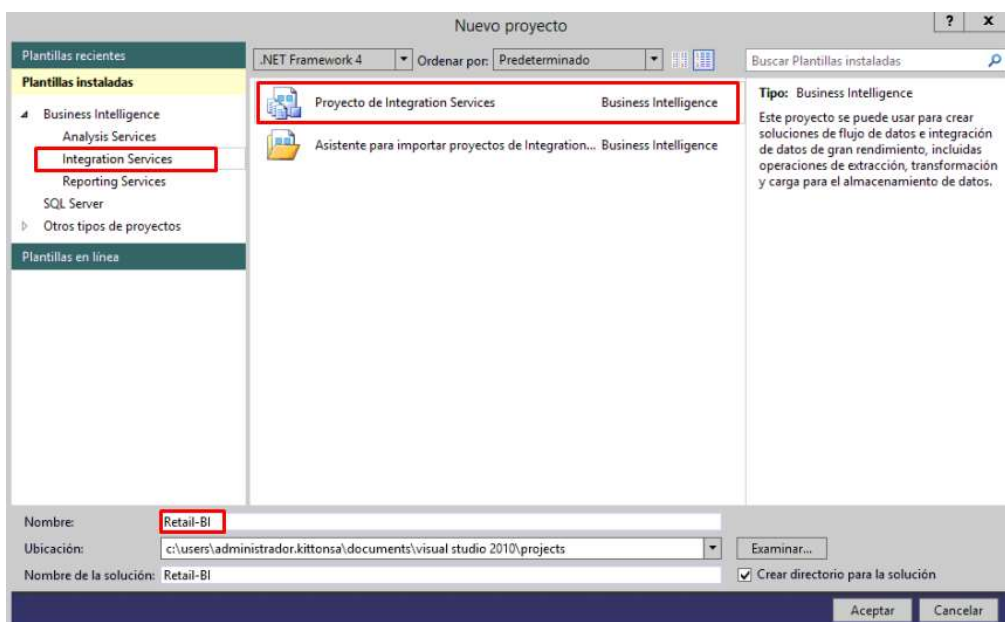 Nuevo proyecto
? x
Plantillas recientes
.NET Framework 4
Ordenar por: Predeterminado
Buscar Plantillas instaladas
Plantillas instaladas
Business Intelligence
Analysis Services
Integration Services
Reporting Services
SQL Server
Otros tipos de proyectos
Plantillas en línea
Proyecto de Integration Services Business Intelligence
Asistente para importar proyectos de Integration... Business Intelligence
Tipo: Business Intelligence
Este proyecto se puede usar para crear
soluciones de flujo de datos e integración
de datos de gran rendimiento, incluidas
operaciones de extracción, transformación
y carga para el almacenamiento de datos.
Nombre: Retail-BI
Ubicación: c:\users\administrador.kittonsa\documents\visual studio 2010\projects
Examinar...
Nombre de la solución: Retail-BI
Crear directorio para la solución
Aceptar Cancelar